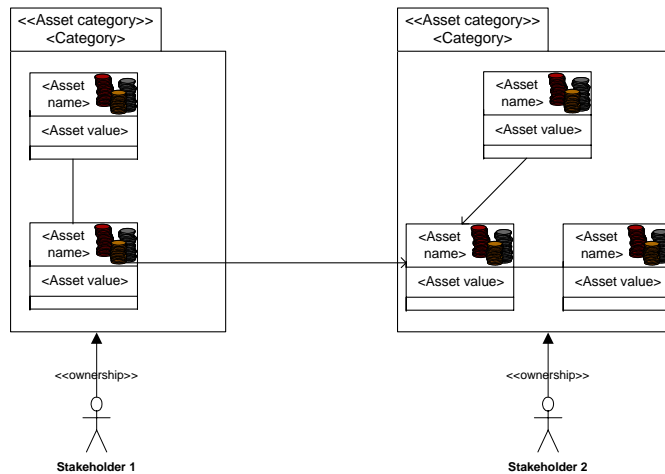 <<Asset category>>
<Category>
<Asset
name>
<Asset value>
<Asset
name>
<Asset value>
<<ownership>>
Stakeholder 1
<<Asset category>>
<Category>
<Asset
name>
<Asset value>
<Asset
name>
<Asset value>
<Asset
name>
<Asset value>
<<ownership>>
Stakeholder 2